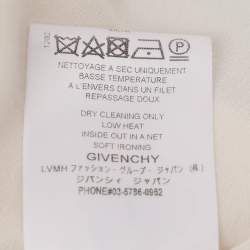 NETTOYAGE A SEC UNIQUEMENT
BASSE TEMPERATURE
A L'ENVERS DANS UN FILET
REPASSAGE DOUX
DRY CLEANING ONLY
LOW HEAT
INSIDE OUT IN A NET
SOFT IRONING
GIVENCHY
LVMH ファッション・グループ・ジャパン (株)
ジバンシィ ジャパン
PHONE#03-5786-0952